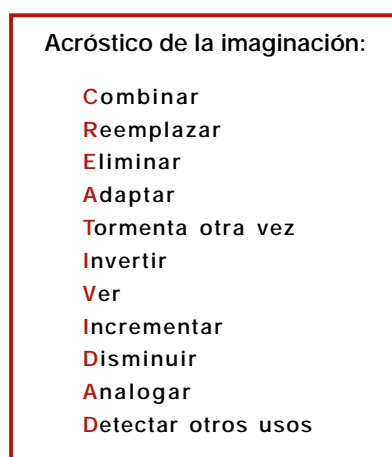 Acróstico de la imaginación:
Combinar
Reemplazar
Eliminar
Adaptar
Tormenta otra vez
Invertir
Ver
Incrementar
Disminuir
Analogar
Detectar otros usos